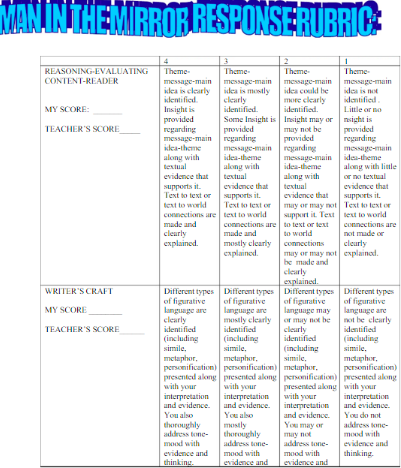 MAN IN THE MIRROR RESPONSE RUBRIC:
4
3
2
1
REASONING-EVALUATING
CONTENT-READER
MY SCORE: _______
TEACHER'S SCORE_____
Theme-
message-main
idea is clearly
identified.
Insight is
provided
regarding
message-main
idea-theme
along with
textual
evidence that
supports it.
Text to text or
text to world
connections are
made and
clearly
explained.
Theme-
message-main
idea is mostly
clearly
identified.
Some Insight is
provided
regarding
message-main
idea-theme
along with
textual
evidence that
supports it.
Text to text or
text to world
connections are
made and
mostly clearly
explained.
Theme-
message-main
idea could be
more clearly
identified.
Insight may or
may not be
provided
regarding
message-main
idea-theme
along with
textual
evidence that
may or may not
support it. Text
to text or text
to world
connections
may or may not
be made and
clearly
explained.
Theme-
message-main
idea is not
identified .
Little or no
nsight is
provided
regarding
message-main
idea-theme
along with little
or no textual
evidence that
supports it.
Text to text or
text to world
connections are
not made or
clearly
explained.
WRITER'S CRAFT
MY SCORE ________
TEACHER'S SCORE______
Different types
of figurative
language are
clearly
identified
(including
simile,
metaphor,
personification)
presented along
with your
interpretation
and evidence.
You also
thoroughly
address tone-
mood with
evidence and
thinking.
Different types
of figurative
language are
mostly clearly
identified
(including
simile,
metaphor,
personification)
presented along
with your
interpretation
and evidence.
You also
mostly
thoroughly
address tone-
mood with
evidence and
Different types
of figurative
language may
or may not be
clearly
identified
(including
simile,
metaphor,
personification)
presented along
with your
interpretation
and evidence.
You may or
may not
address tone-
mood with
evidence and
Different types
of figurative
language are
not be clearly
identified
(including
simile,
metaphor,
personification)
presented along
with your
interpretation
and evidence.
You do not
address tone-
mood with
evidence and
thinking.